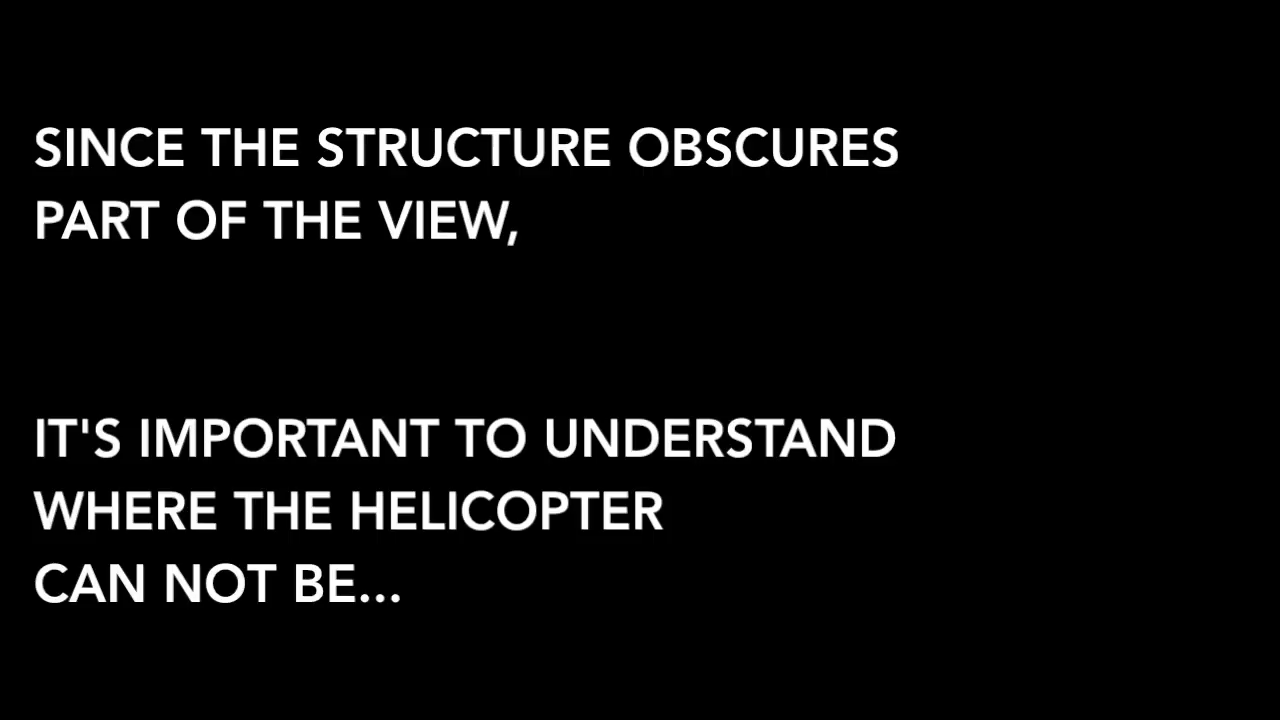 SINCE THE STRUCTURE OBSCURES
PART OF THE VIEW,
IT'S IMPORTANT TO UNDERSTAND
WHERE THE HELICOPTER
CAN NOT BE...